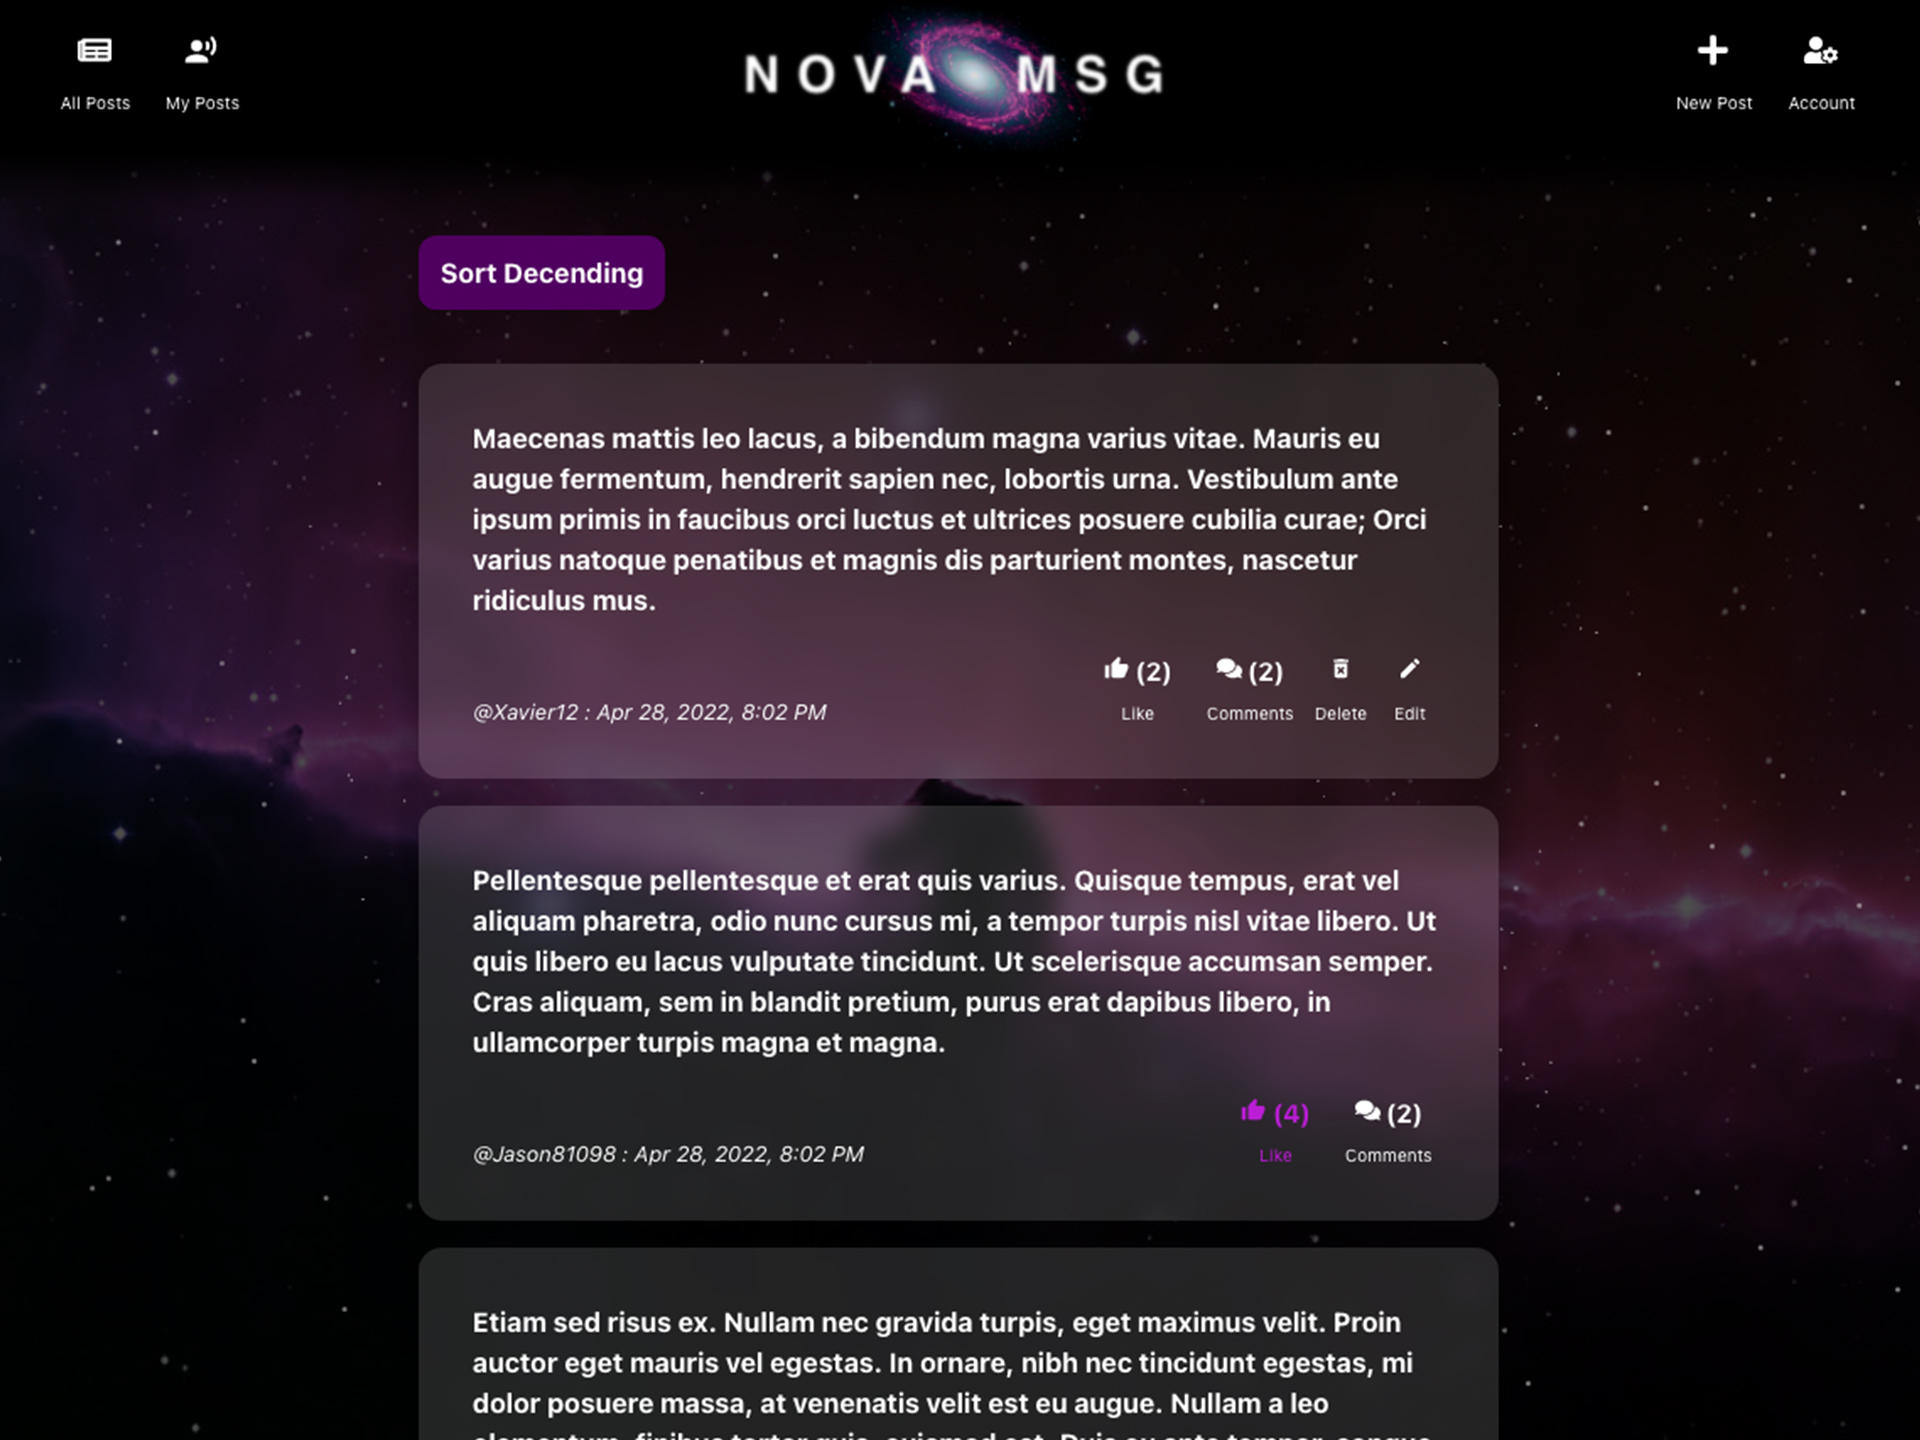 All Posts
My Posts
NOVA MSG
New Post
Account
Sort Decending
Maecenas mattis leo lacus, a bibendum magna varius vitae. Mauris eu
augue fermentum, hendrerit sapien nec, lobortis urna. Vestibulum ante
ipsum primis in faucibus orci luctus et ultrices posuere cubilia curae; Orci
varius natoque penatibus et magnis dis parturient montes, nascetur
ridiculus mus.
(2)
(2)
@Xavier12 : Apr 28, 2022, 8:02 PM
Like
Comments
Delete
Edit
Pellentesque pellentesque et erat quis varius. Quisque tempus, erat vel
aliquam pharetra, odio nunc cursus mi, a tempor turpis nisl vitae libero. Ut
quis libero eu lacus vulputate tincidunt. Ut scelerisque accumsan semper.
Cras aliquam, sem in blandit pretium, purus erat dapibus libero, in
ullamcorper turpis magna et magna.
(4)
(2)
@Jason81098 : Apr 28, 2022, 8:02 PM
Like
Comments
Etiam sed risus ex. Nullam nec gravida turpis, eget maximus velit. Proin
auctor eget mauris vel egestas. In ornare, nibh nec tincidunt egestas, mi
dolor posuere massa, at venenatis velit est eu augue. Nullam a leo